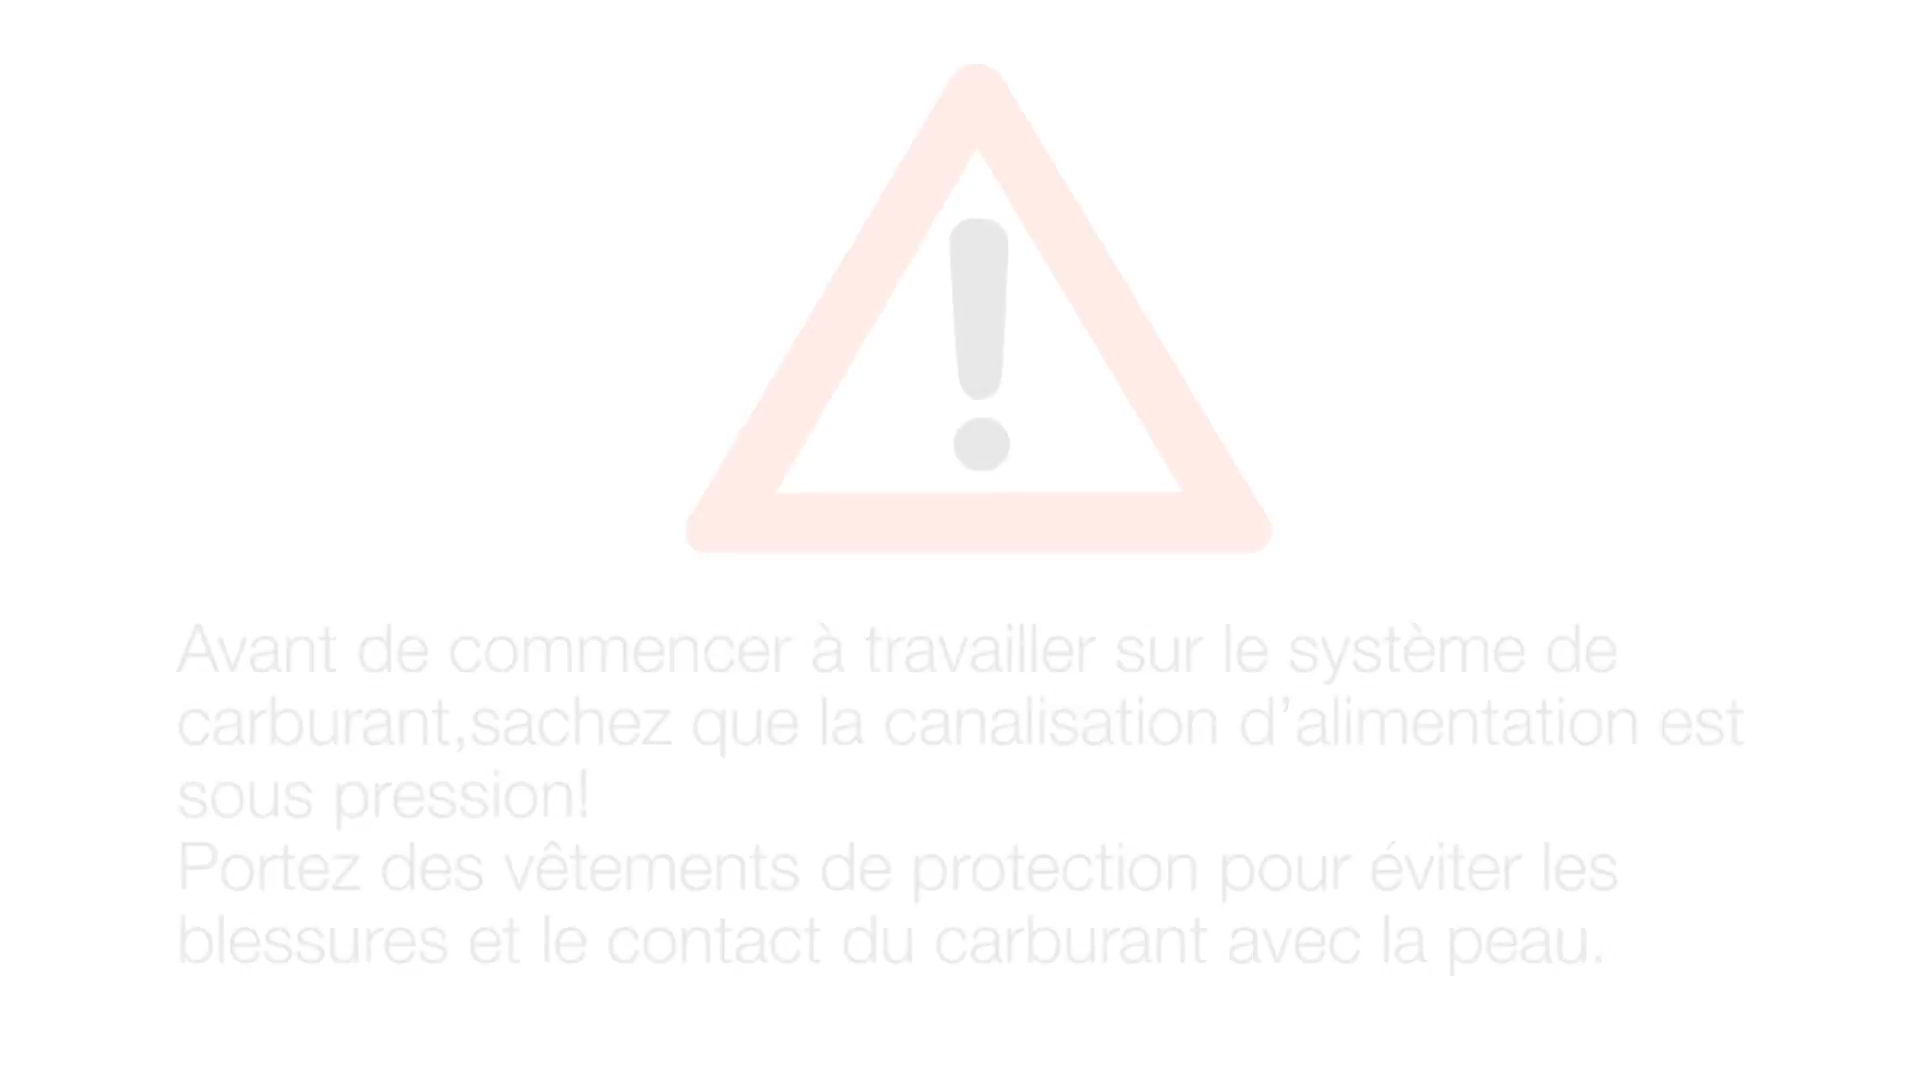 Avant de commencer à travailler sur le système de
carburant,sachez que la canalisation d’alimentation est
sous pression!
Portez des vêtements de protection pour éviter les
blessures et le contact du carburant avec la peau.